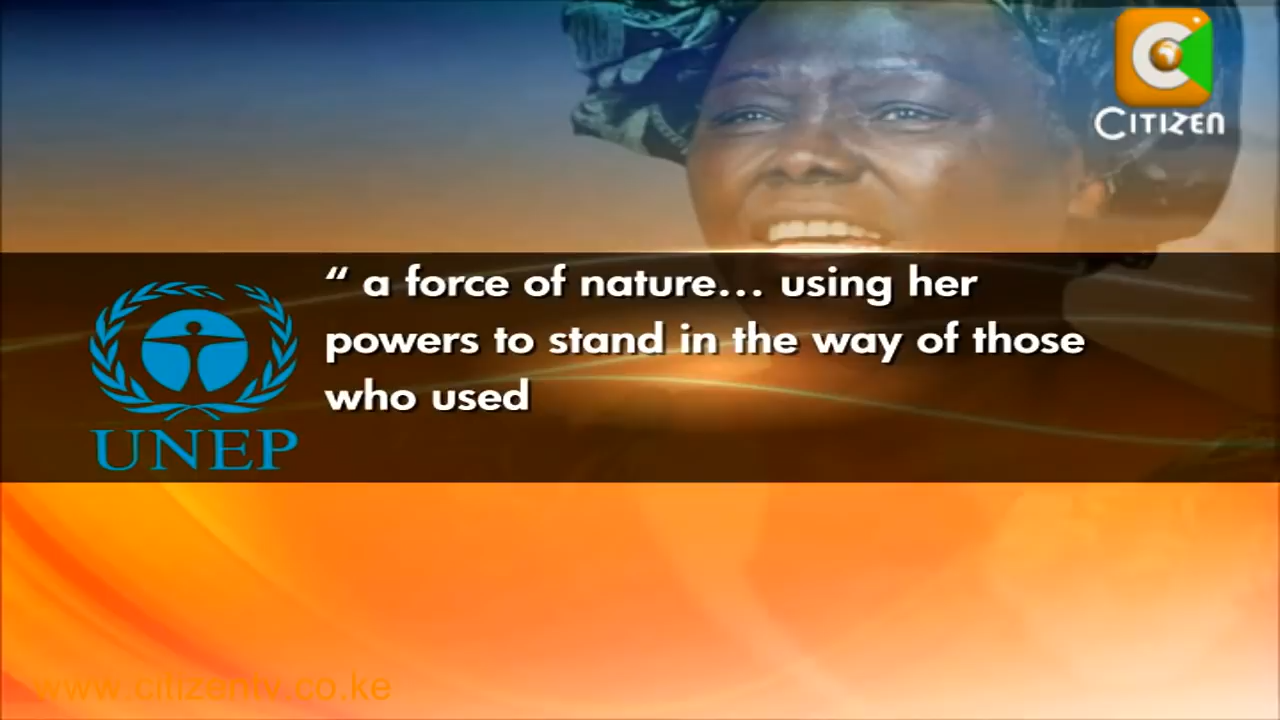 CITIZEN
“ a force of nature... using her
powers to stand in the way of those
who used
UNEP
www.citizentv.co.ke